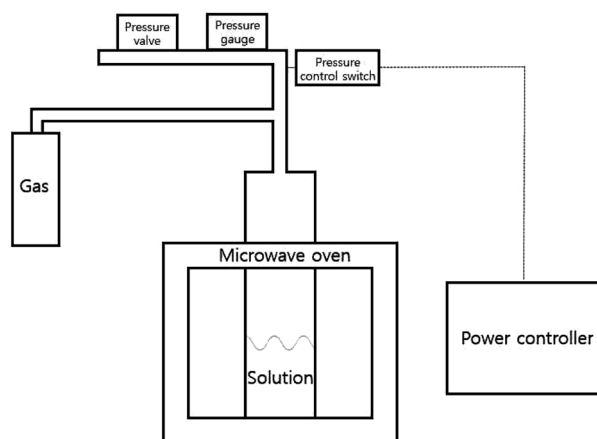 Pressure
valve
Pressure
gauge
Pressure
control switch
Gas
Microwave oven
Solution
Power controller